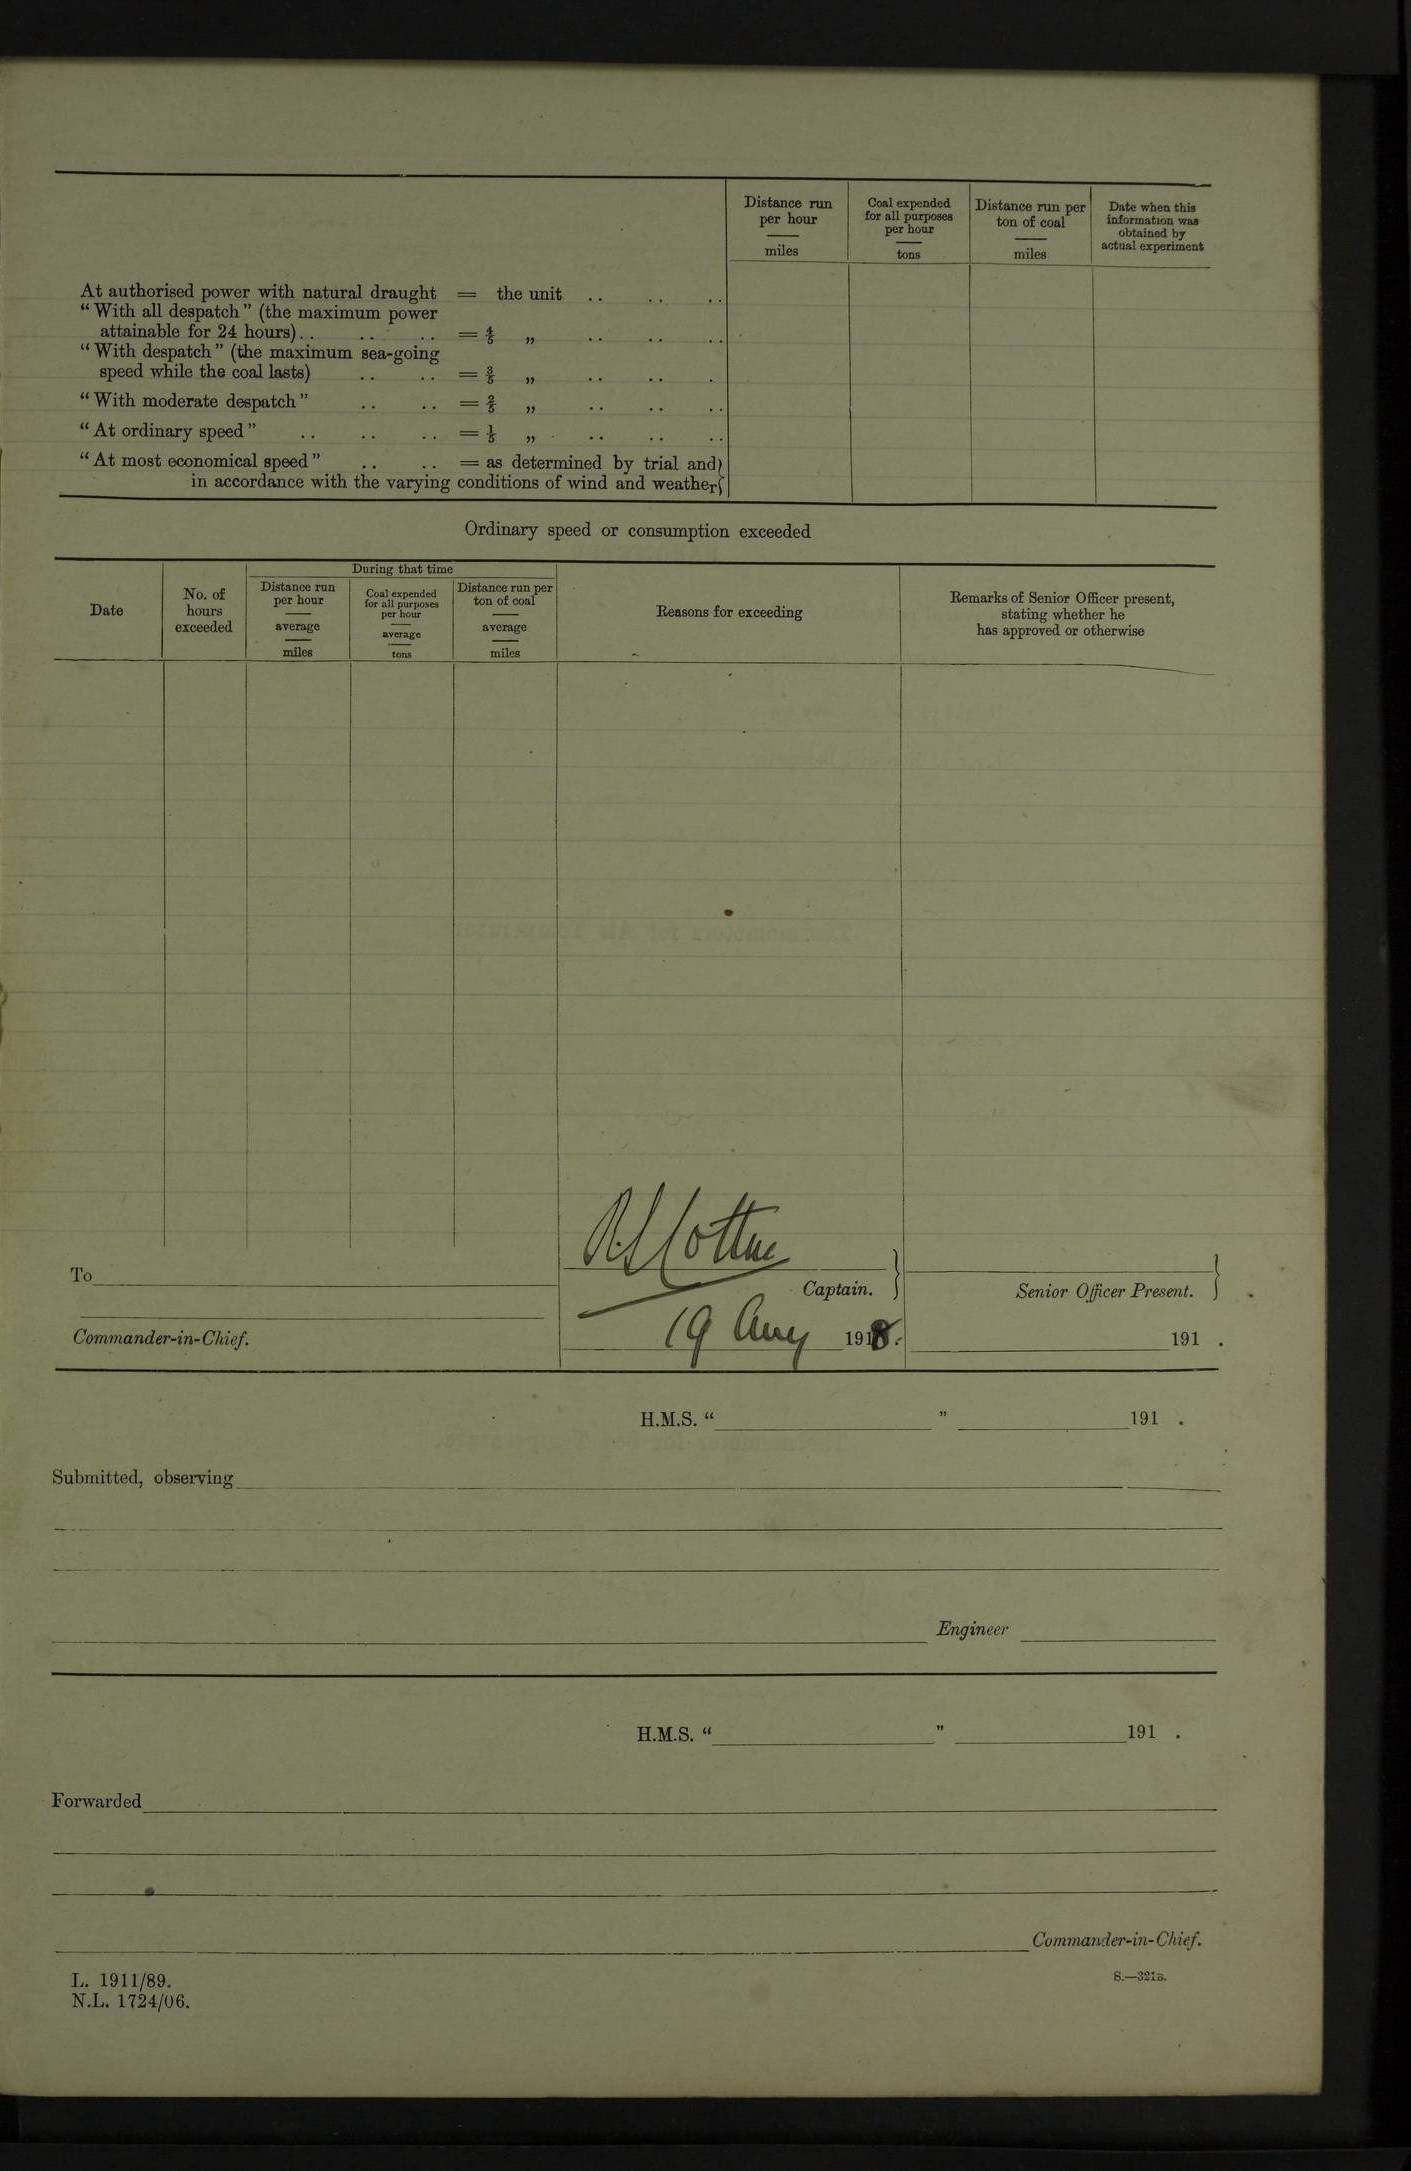 Distance run per hour miles
Coal expended for all purposes per hour tons
Distance run per ton of coal miles
Date when this information was obtained by actual experiment
At authorised power with natural draught = the unit .. .. ..
“With all despatch” (the maximum power
attainable for 24 hours).. .. .. = 4/5 „ .. .. ..
“With despatch” (the maximum sea-going
speed while the coal lasts) .. .. = 3/5 „ .. .. .
“With moderate despatch” .. .. = 2/5 „ .. .. ..
“At ordinary speed” .. .. .. = 1/5 „ .. .. ..
“At most economical speed” .. .. = as determined by trial and
in accordance with the varying conditions of wind and weather
Ordinary speed or consumption exceeded
Date
No. of hours exceeded
During that time
Distance run per hour average miles
Coal expended for all purposes per hour average tons
Distance run per ton of coal average miles
Reasons for exceeding
Remarks of Senior Officer present, stating whether he has approved or otherwise
To
Captain.
Senior Officer Present.
Commander-in-Chief.
19 Aug 1918.
191 .
H.M.S. “ ” 191 .
Submitted, observing
Engineer
H.M.S. “ ” 191 .
Forwarded
Commander-in-Chief.
L. 1911/89.
N.L. 1724/06.
S.—321B.